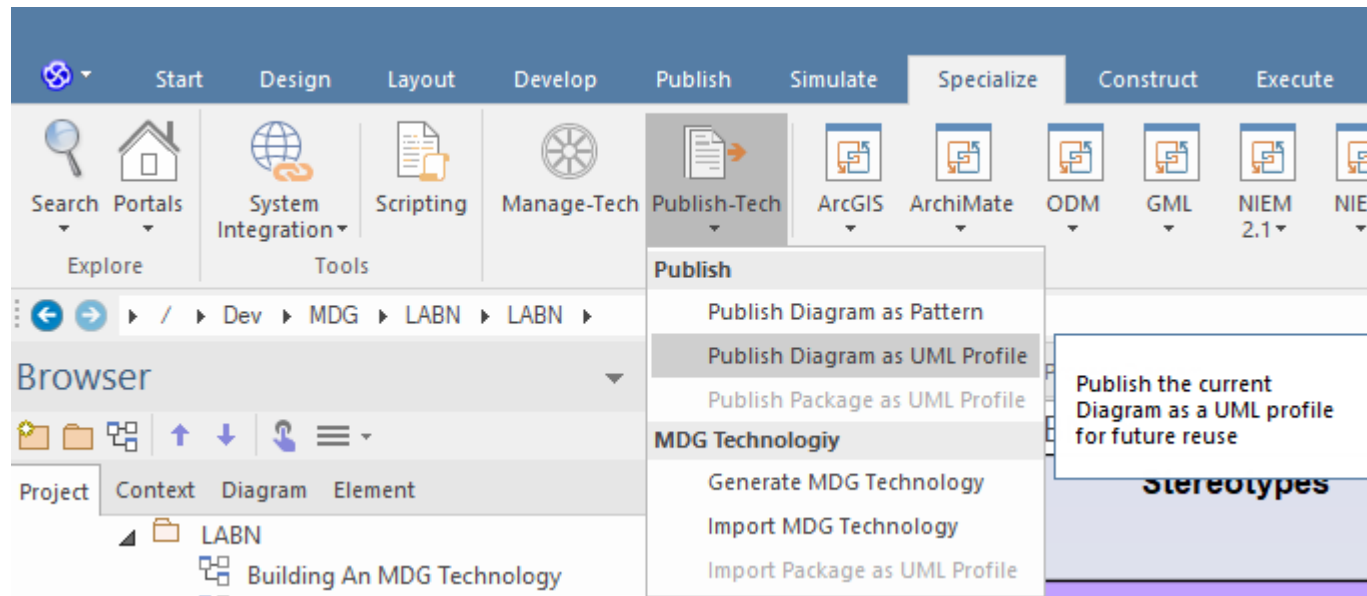 Start Design Layout Develop Publish Simulate Specialize Construct Execute
Search Portals System Integration Scripting Manage-Tech Publish-Tech ArcGIS ArchiMate ODM GML NIEM 2.1
Explore Tools
Publish
/ Dev MDG LABN LABN
Publish Diagram as Pattern
Browser
Publish Diagram as UML Profile
Publish Package as UML Profile
Publish the current
Diagram as a UML profile
for future reuse
MDG Technologiy
Project Context Diagram Element
Generate MDG Technology
Stereotypes
Import MDG Technology
LABN
Import Package as UML Profile
Building An MDG Technology